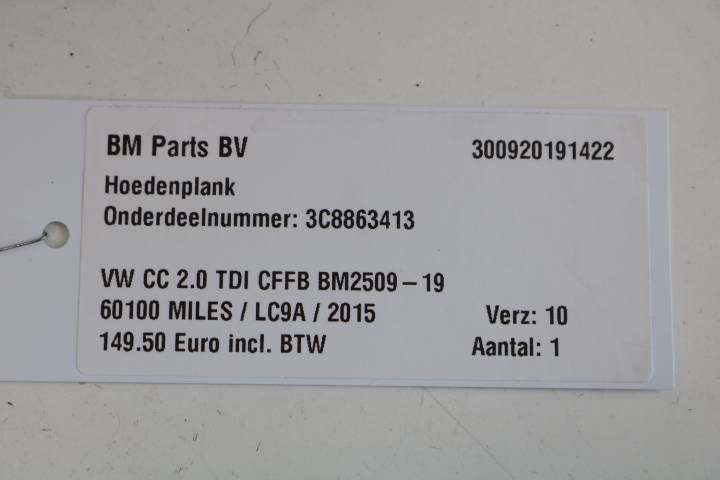 BM Parts BV 300920191422
Hoedenplank
Onderdeelnummer: 3C8863413
VW CC 2.0 TDI CFFB BM2509 – 19
60100 MILES / LC9A / 2015 Verz: 10
149.50 Euro incl. BTW Aantal: 1